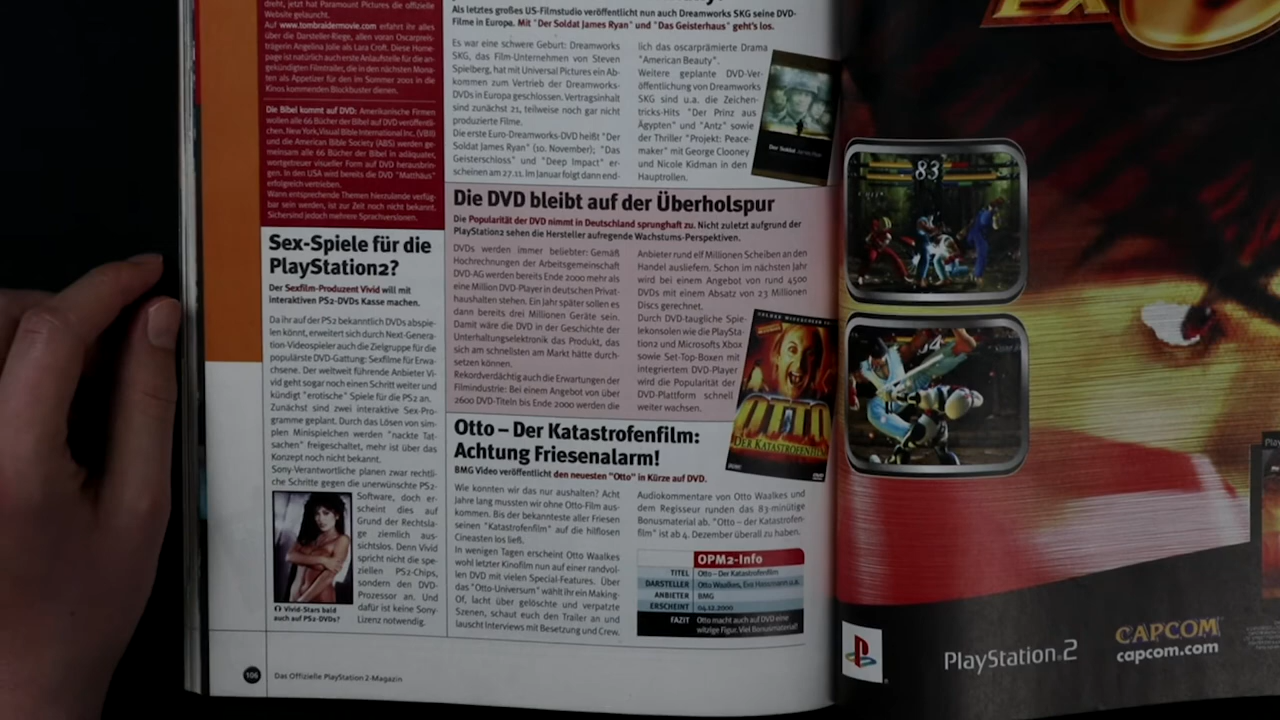 dreht, jetzt hat Paramount Pictures die offizielle
Website gelauncht.
Auf www.tombraidermovie.com erfahrt ihr alles
über die Darsteller-Riege, allen voran Oscarpreis-
trägerin Angelina Jolie als Lara Croft. Diese Home-
page ist natürlich auch erste Anlaufstelle für die an-
gekündigten Filmtrailer, die in den nächsten Mona-
ten als Appetizer für den im Sommer 2001 in die
Kinos kommenden Blockbuster dienen.
Die Bibel kommt auf DVD: Amerikanische Firmen
wollen alle 66 Bücher der Bibel auf DVD veröffentli-
chen. New York, Visual Bible International Inc. (VBII)
und die American Bible Society (ABS) werden ge-
meinsam alle 66 Bücher der Bibel in adäquater,
wortgetreuer visueller Form auf DVD herausbrin-
gen. In den USA wird bereits die DVD "Matthäus"
erfolgreich vertrieben.
Wann entsprechende Themen hierzulande verfüg-
bar sein werden, ist zur Zeit noch nicht bekannt.
Sicher sind jedoch mehrere Sprachversionen.
Sex-Spiele für die
PlayStation2?
Der Sexfilm-Produzent Vivid will mit
interaktiven PS2-DVDs Kasse machen.
Da ihr auf der PS2 bekanntlich DVDs abspie-
len könnt, erweitert sich durch Next-Genera-
tion-Videospieler auch die Zielgruppe für die
populärste DVD-Gattung: Sexfilme für Erwa-
chsene. Der weltweit führende Anbieter Vi-
vid geht sogar noch einen Schritt weiter und
kündigt "erotische" Spiele für die PS2 an.
Zunächst sind zwei interaktive Sex-Pro-
gramme geplant. Durch das Lösen von sim-
plen Minispielchen werden "nackte Tat-
sachen" freigeschaltet, mehr ist über das
Konzept noch nicht bekannt.
Sony-Verantwortliche planen zwar rechtli-
che Schritte gegen die unerwünschte PS2-
Software, doch er-
scheint dies auf
Grund der Rechtsla-
ge ziemlich aus-
sichtslos. Denn Vivid
spricht nicht die spe-
ziellen PS2-Chips,
sondern den DVD-
Prozessor an. Und
dafür ist keine Sony-
Lizenz notwendig.
Vivid-Stars bald
auch auf PS2-DVDs?
Als letztes großes US-Filmstudio veröffentlicht nun auch Dreamworks SKG seine DVD-
Filme in Europa. Mit "Der Soldat James Ryan" und "Das Geisterhaus" geht's los.
Es war eine schwere Geburt: Dreamworks
SKG, das Film-Unternehmen von Steven
Spielberg, hat mit Universal Pictures ein Ab-
kommen zum Vertrieb der Dreamworks-
DVDs in Europa geschlossen. Vertragsinhalt
sind zunächst 21, teilweise noch gar nicht
produzierte Filme.
Die erste Euro-Dreamworks-DVD heißt "Der
Soldat James Ryan" (10. November); "Das
Geisterschloss" und "Deep Impact" er-
scheinen am 27.11. Im Januar folgt dann end-
lich das oscarprämierte Drama
"American Beauty".
Weitere geplante DVD-Ver-
öffentlichung von Dreamworks
SKG sind u.a. die Zeichen-
tricks-Hits "Der Prinz aus
Ägypten" und "Antz" sowie
der Thriller "Projekt: Peace-
maker" mit George Clooney
und Nicole Kidman in den
Hauptrollen.
Der Soldat James Ryan
Die DVD bleibt auf der Überholspur
Die Popularität der DVD nimmt in Deutschland sprunghaft zu. Nicht zuletzt aufgrund der
PlayStation2 sehen die Hersteller aufregende Wachstums-Perspektiven.
DVDs werden immer beliebter: Gemäß
Hochrechnungen der Arbeitsgemeinschaft
DVD-AG werden bereits Ende 2000 mehr als
eine Million DVD-Player in deutschen Privat-
haushalten stehen. Ein Jahr später sollen es
dann bereits drei Millionen Geräte sein.
Damit wäre die DVD in der Geschichte der
Unterhaltungselektronik das Produkt, das
sich am schnellsten am Markt hätte durch-
setzen können.
Rekordverdächtig auch die Erwartungen der
Filmindustrie: Bei einem Angebot von über
2600 DVD-Titeln bis Ende 2000 werden die
Anbieter rund elf Millionen Scheiben an den
Handel ausliefern. Schon im nächsten Jahr
wird bei einem Angebot von rund 4500
DVDs mit einem Absatz von 23 Millionen
Discs gerechnet.
Durch DVD-taugliche Spie-
lekonsolen wie die PlaySta-
tion2 und Microsofts Xbox
sowie Set-Top-Boxen mit
integriertem DVD-Player
wird die Popularität der
DVD-Plattform schnell
weiter wachsen.
OTTO
DER KATASTROFENFILM
Otto – Der Katastrofenfilm:
Achtung Friesenalarm!
BMG Video veröffentlicht den neuesten "Otto" in Kürze auf DVD.
Wie konnten wir das nur aushalten? Acht
Jahre lang mussten wir ohne Otto-Film aus-
kommen. Bis der bekannteste aller Friesen
seinen "Katastrofenfilm" auf die hilflosen
Cineasten los ließ.
In wenigen Tagen erscheint Otto Waalkes
wohl letzter Kinofilm nun auf einer randvol-
len DVD mit vielen Special-Features. Über
das "Otto-Universum" wählt ihr ein Making-
Of, lacht über gelöschte und verpatzte
Szenen, schaut euch den Trailer an und
lauscht Interviews mit Besetzung und Crew.
Audiokommentare von Otto Waalkes und
dem Regisseur runden das 83-minütige
Bonusmaterial ab. "Otto – der Katastrofen-
film" ist ab 4. Dezember überall zu haben.
OPM2-Info
TITEL Otto – Der Katastrofenfilm
DARSTELLER Otto Waalkes, Eva Hassmann u.a.
ANBIETER BMG
ERSCHEINT 04.12.2000
FAZIT Otto macht auch auf DVD eine
witzige Figur. Viel Bonusmaterial!
106 Das Offizielle PlayStation 2-Magazin
EX
83
PlayStation 2
CAPCOM
capcom.com